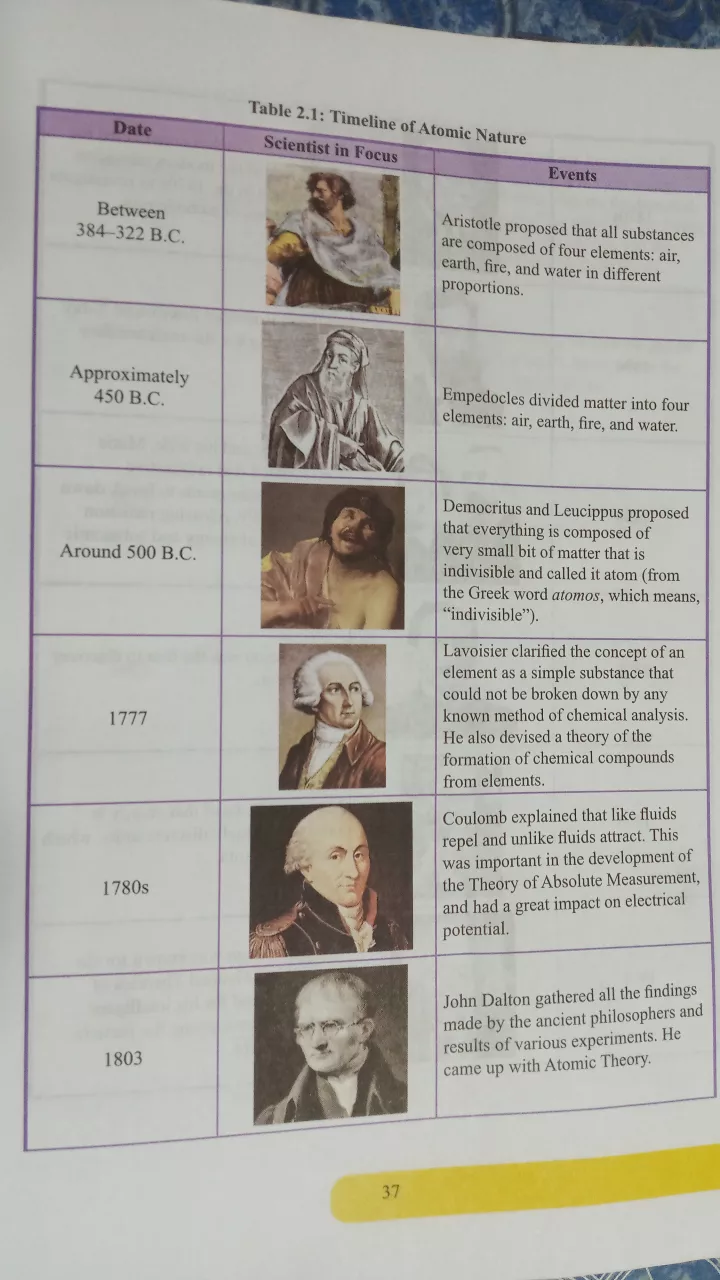 Table 2.1: Timeline of Atomic Nature
Date
Scientist in Focus
Events
Between
384–322 B.C.
Aristotle proposed that all substances
are composed of four elements: air,
earth, fire, and water in different
proportions.
Approximately
450 B.C.
Empedocles divided matter into four
elements: air, earth, fire, and water.
Around 500 B.C.
Democritus and Leucippus proposed
that everything is composed of
very small bit of matter that is
indivisible and called it atom (from
the Greek word atomos, which means,
“indivisible”).
1777
Lavoisier clarified the concept of an
element as a simple substance that
could not be broken down by any
known method of chemical analysis.
He also devised a theory of the
formation of chemical compounds
from elements.
1780s
Coulomb explained that like fluids
repel and unlike fluids attract. This
was important in the development of
the Theory of Absolute Measurement,
and had a great impact on electrical
potential.
1803
John Dalton gathered all the findings
made by the ancient philosophers and
results of various experiments. He
came up with Atomic Theory.
37